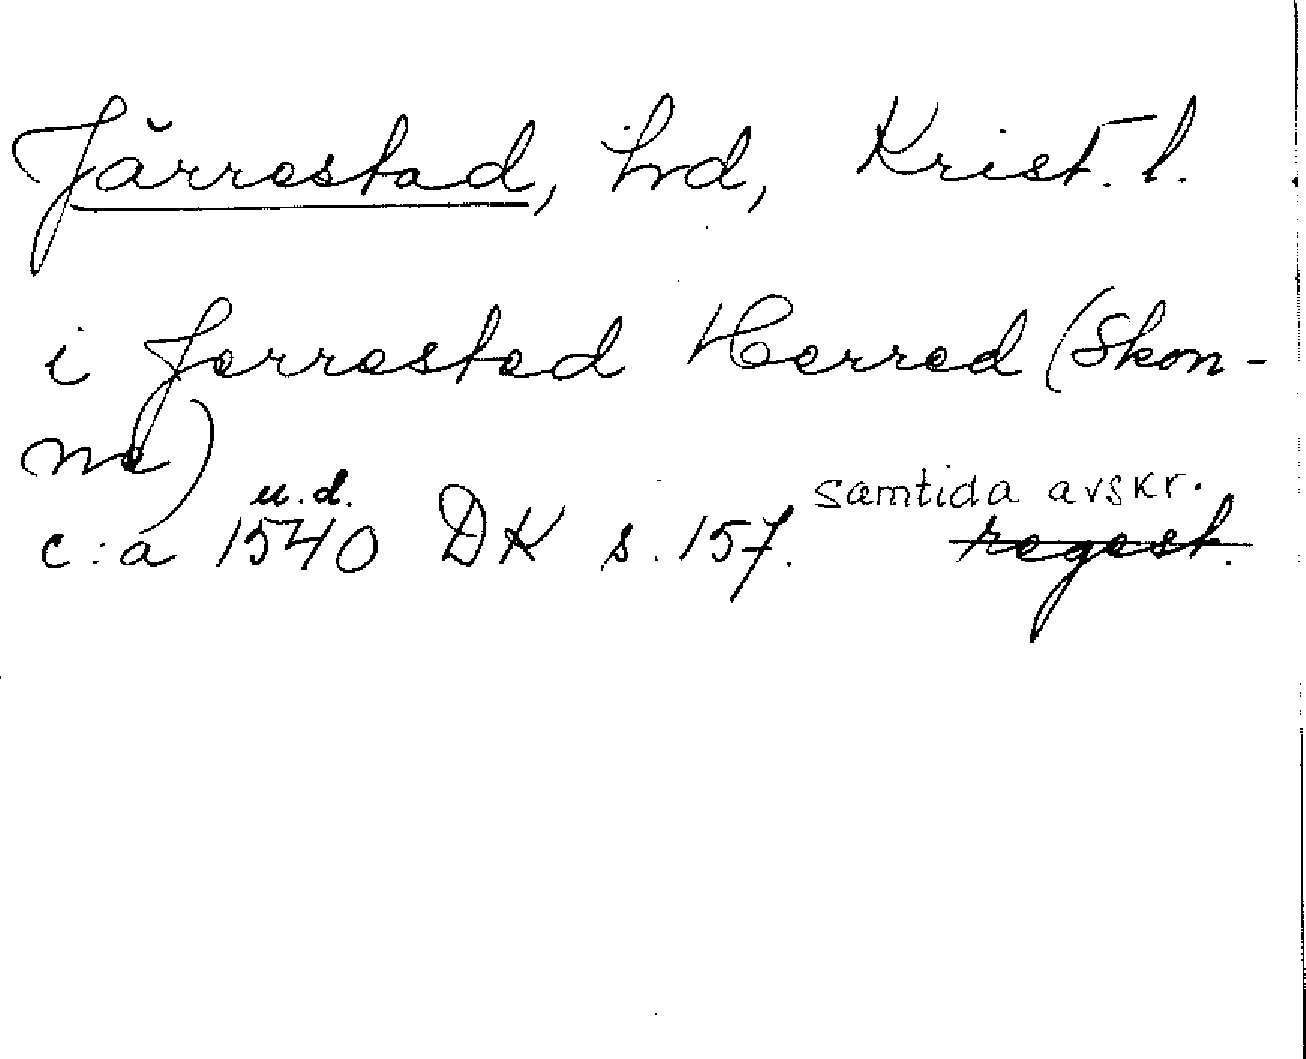 Järrestad, hd, Krist. l.
i Jerrestad Herred (Skon-
ne)
u.d.
samtida avskr.
c:a 1540 DK s. 157. regest.